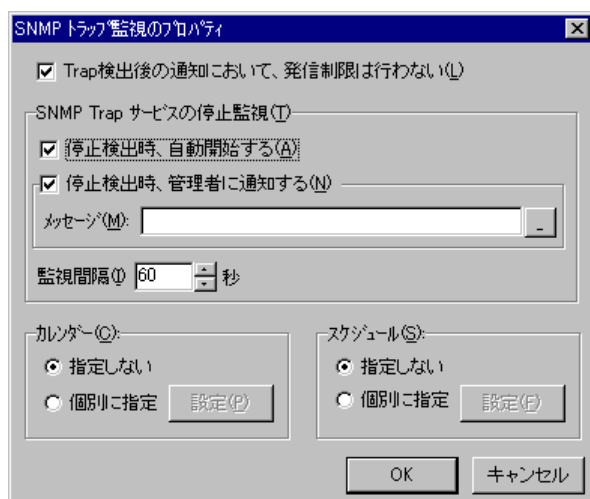 SNMP ﾄﾗｯﾌﾟ監視のﾌﾟﾛﾊﾟﾃｨ
Trap検出後の通知において、発信制限は行わない(L)
SNMP Trap サービスの停止監視(T)
停止検出時、自動開始する(A)
停止検出時、管理者に通知する(N)
ﾒｯｾｰｼﾞ(M):
監視間隔(I) 60 秒
ｶﾚﾝﾀﾞｰ(C):
指定しない
個別に指定 設定(P)
ｽｹｼﾞｭｰﾙ(S):
指定しない
個別に指定 設定(F)
OK キャンセル